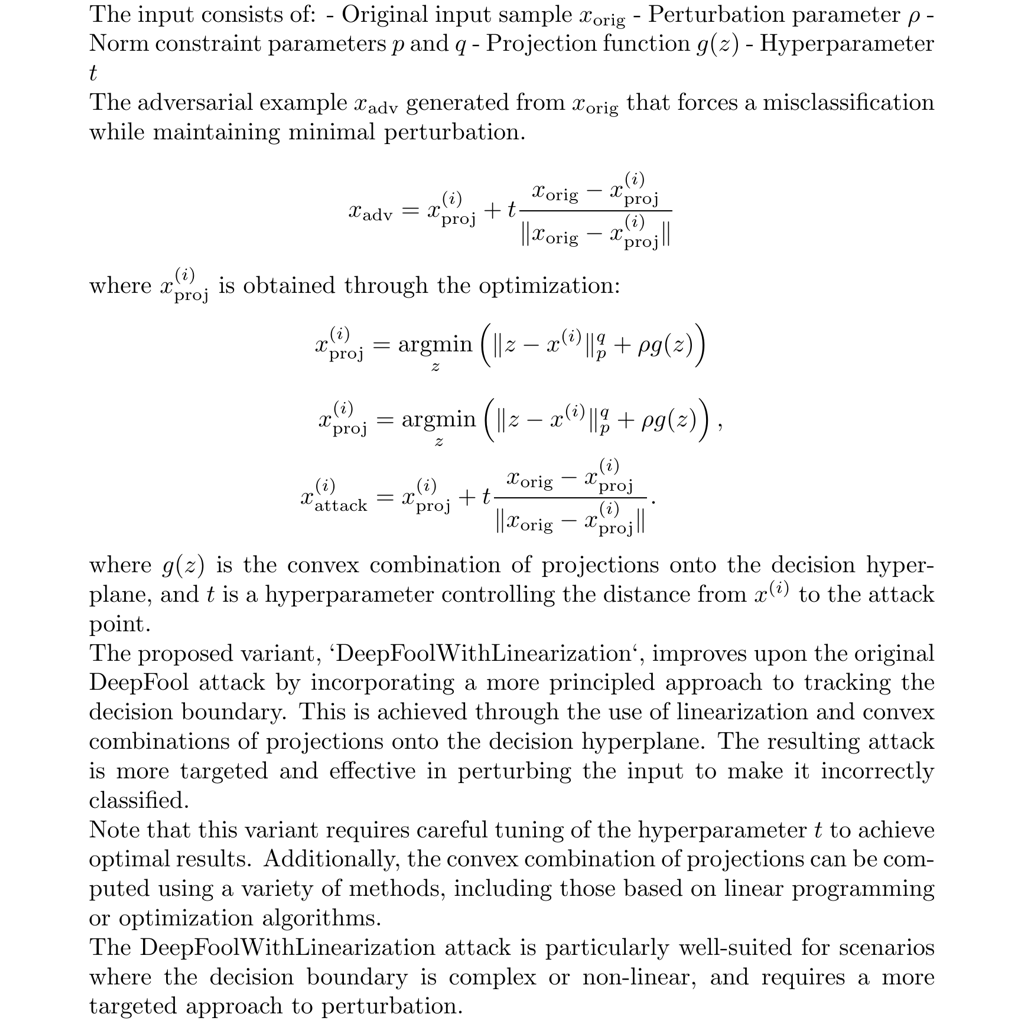 The input consists of: - Original input sample $x_{\text{orig}}$ - Perturbation parameter $\rho$ -
Norm constraint parameters $p$ and $q$ - Projection function $g(z)$ - Hyperparameter
$t$
The adversarial example $x_{\text{adv}}$ generated from $x_{\text{orig}}$ that forces a misclassification
while maintaining minimal perturbation.
$$x_{\text{adv}} = x_{\text{proj}}^{(i)} + t\frac{x_{\text{orig}} - x_{\text{proj}}^{(i)}}{\|x_{\text{orig}} - x_{\text{proj}}^{(i)}\|}$$
where $x_{\text{proj}}^{(i)}$ is obtained through the optimization:
$$x_{\text{proj}}^{(i)} = \underset{z}{\text{argmin}} \left( \|z - x^{(i)}\|_p^q + \rho g(z) \right)$$
$$x_{\text{proj}}^{(i)} = \underset{z}{\text{argmin}} \left( \|z - x^{(i)}\|_p^q + \rho g(z) \right),$$
$$x_{\text{attack}}^{(i)} = x_{\text{proj}}^{(i)} + t\frac{x_{\text{orig}} - x_{\text{proj}}^{(i)}}{\|x_{\text{orig}} - x_{\text{proj}}^{(i)}\|}.$$
where $g(z)$ is the convex combination of projections onto the decision hyper-
plane, and $t$ is a hyperparameter controlling the distance from $x^{(i)}$ to the attack
point.
The proposed variant, ‘DeepFoolWithLinearization‘, improves upon the original
DeepFool attack by incorporating a more principled approach to tracking the
decision boundary. This is achieved through the use of linearization and convex
combinations of projections onto the decision hyperplane. The resulting attack
is more targeted and effective in perturbing the input to make it incorrectly
classified.
Note that this variant requires careful tuning of the hyperparameter $t$ to achieve
optimal results. Additionally, the convex combination of projections can be com-
puted using a variety of methods, including those based on linear programming
or optimization algorithms.
The DeepFoolWithLinearization attack is particularly well-suited for scenarios
where the decision boundary is complex or non-linear, and requires a more
targeted approach to perturbation.